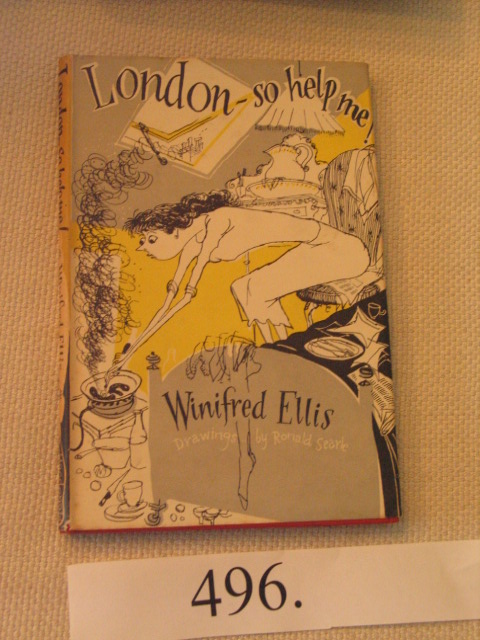 London - so help me!
Winifred Ellis
Drawings by Ronald Searle
496.